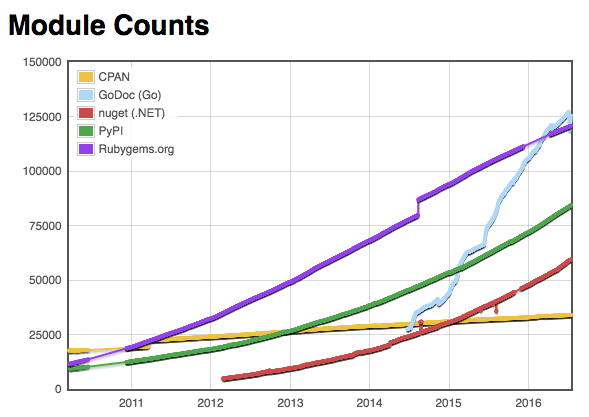 Module Counts
150000
125000
100000
75000
50000
25000
0
CPAN
GoDoc (Go)
nuget (.NET)
PyPI
Rubygems.org
2011 2012 2013 2014 2015 2016